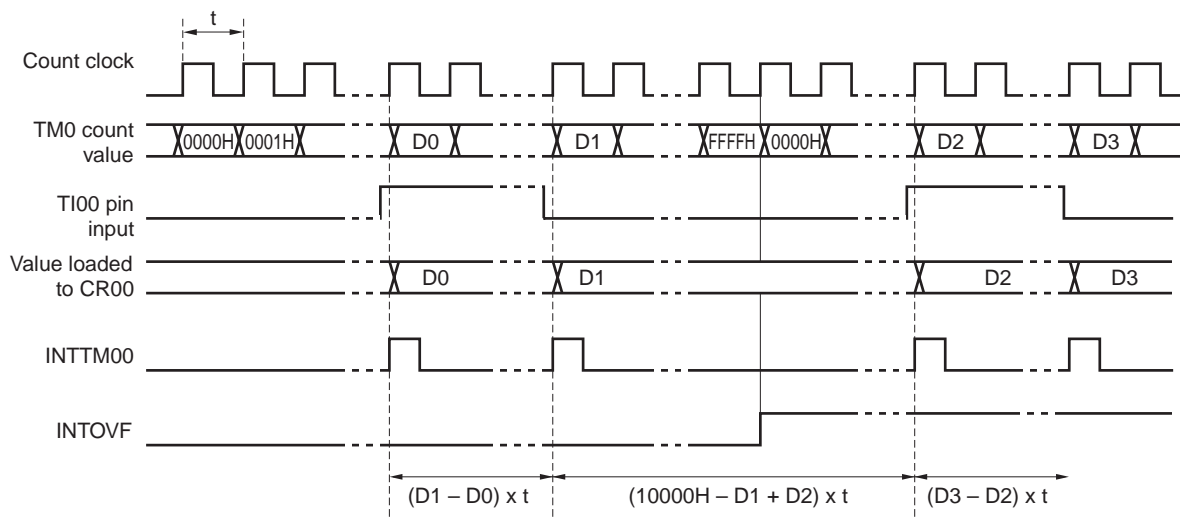 t
Count clock
TM0 count
value
0000H 0001H D0 D1 FFFFH 0000H D2 D3
TI00 pin
input
Value loaded
to CR00
D0 D1 D2 D3
INTTM00
INTOVF
(D1 – D0) x t (10000H – D1 + D2) x t (D3 – D2) x t